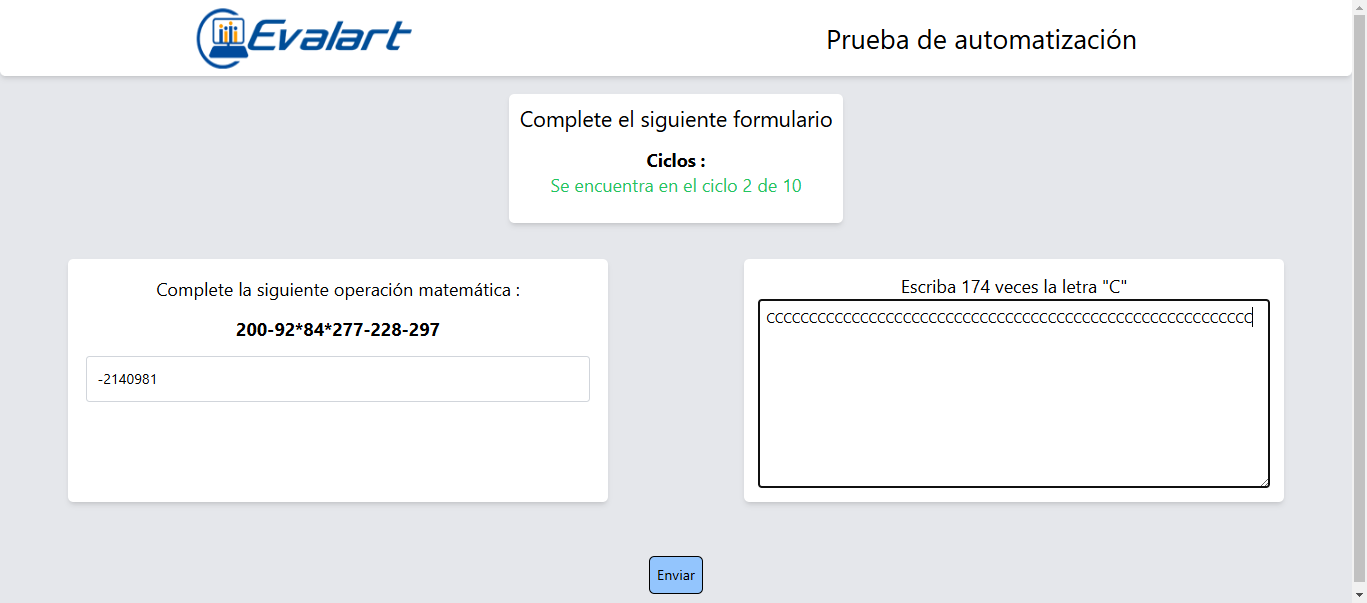 Evalart
Prueba de automatización
Complete el siguiente formulario
Ciclos :
Se encuentra en el ciclo 2 de 10
Complete la siguiente operación matemática :
200-92*84*277-228-297
-2140981
Escriba 174 veces la letra "C"
CCCCCCCCCCCCCCCCCCCCCCCCCCCCCCCCCCCCCCCCCCCCCCCCCCCCCCCCC
Enviar